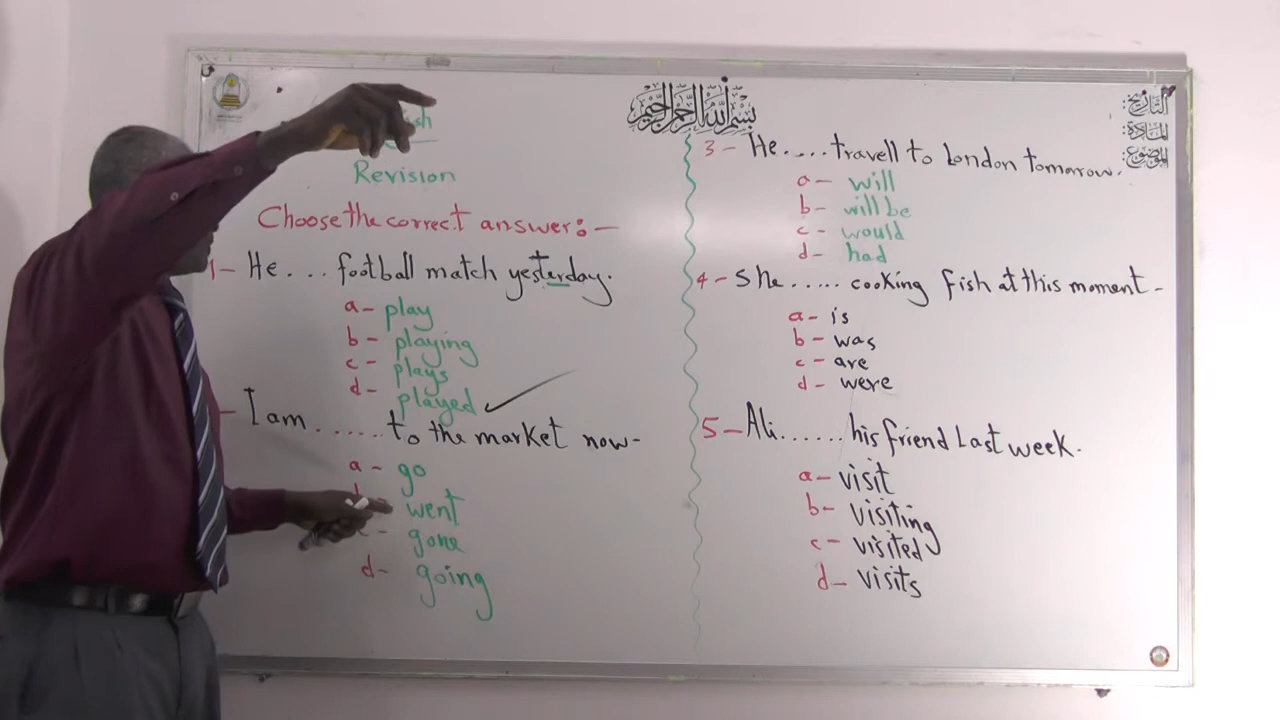 Revision
Choose the correct answer:-
1- He.... football match yesterday.
a- play
b- playing
c- plays
d- played ✓
- I am ...... to the market now-
a- go
went
c- gone
d- going
بسم الله الرحمن الرحيم
التاريخ:
المادة:
الموضوع:
3- He..... travell to London tomorrow.
a- will
b- will be
c- would
d- had
4- She ...... cooking fish at this moment-
a- is
b- was
c- are
d- were
5- Ali....... his friend Last week.
a- visit
b- visiting
c- visited
d- visits